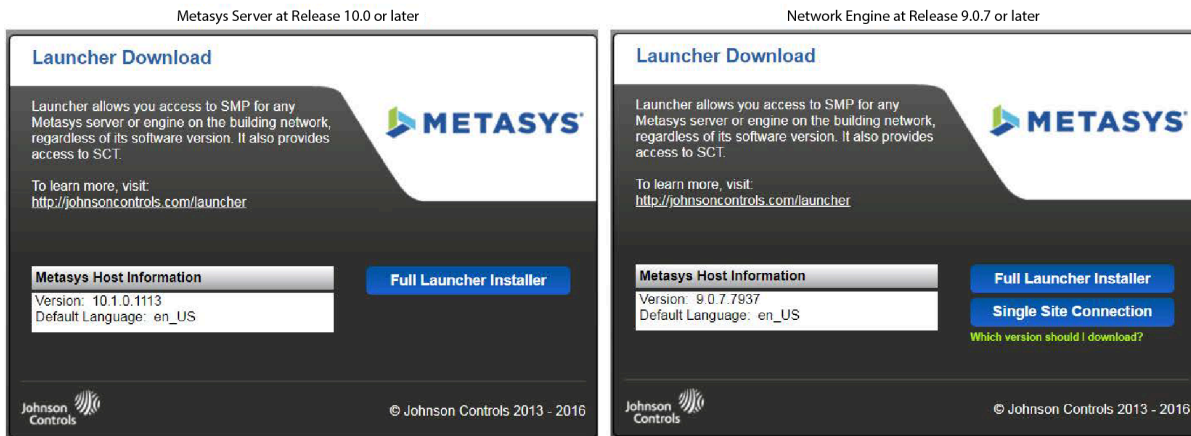 Metasys Server at Release 10.0 or later
Launcher Download
Launcher allows you access to SMP for any
Metasys server or engine on the building network,
regardless of its software version. It also provides
access to SCT.
To learn more, visit:
http://johnsoncontrols.com/launcher
METASYS
Metasys Host Information
Version: 10.1.0.1113
Default Language: en_US
Full Launcher Installer
Johnson
Controls
© Johnson Controls 2013 - 2016
Network Engine at Release 9.0.7 or later
Launcher Download
Launcher allows you access to SMP for any
Metasys server or engine on the building network,
regardless of its software version. It also provides
access to SCT.
To learn more, visit:
http://johnsoncontrols.com/launcher
METASYS
Metasys Host Information
Version: 9.0.7.7937
Default Language: en_US
Full Launcher Installer
Single Site Connection
Which version should I download?
Johnson
Controls
© Johnson Controls 2013 - 2016